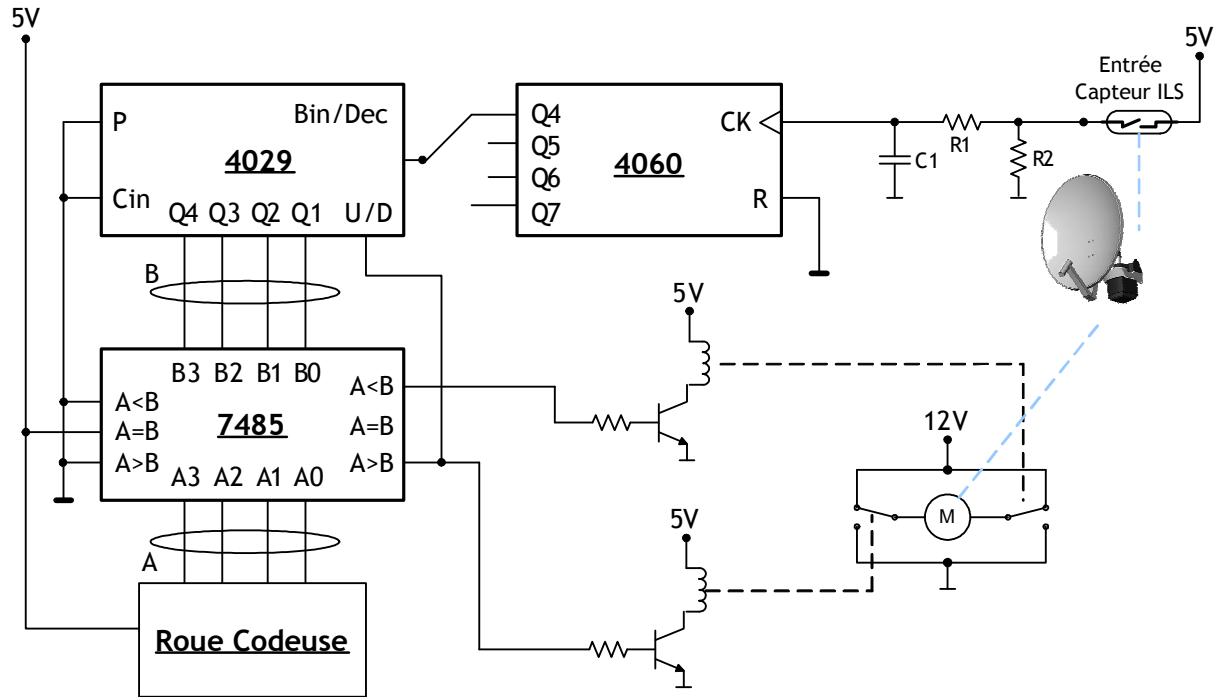 5V
P
Bin/Dec
4029
Cin
Q4 Q3 Q2 Q1 U/D
Q4
Q5
Q6
Q7
4060
CK
R
C1
R1
R2
Entrée
Capteur ILS
5V
B
B3 B2 B1 B0
A<B
A=B
A>B
7485
A<B
A=B
A>B
A3 A2 A1 A0
A
Roue Codeuse
5V
5V
12V
M